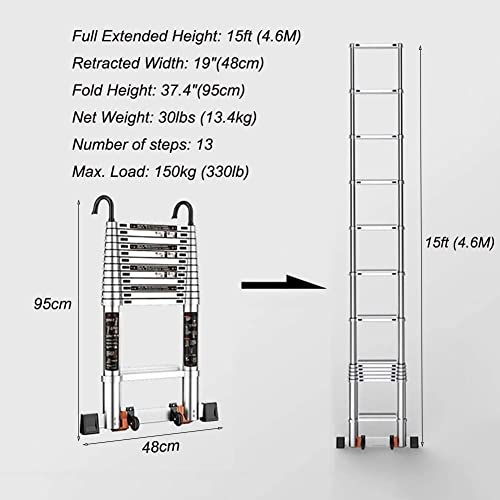 Full Extended Height: 15ft (4.6M)
Retracted Width: 19"(48cm)
Fold Height: 37.4"(95cm)
Net Weight: 30lbs (13.4kg)
Number of steps: 13
Max. Load: 150kg (330lb)
95cm
48cm
15ft (4.6M)